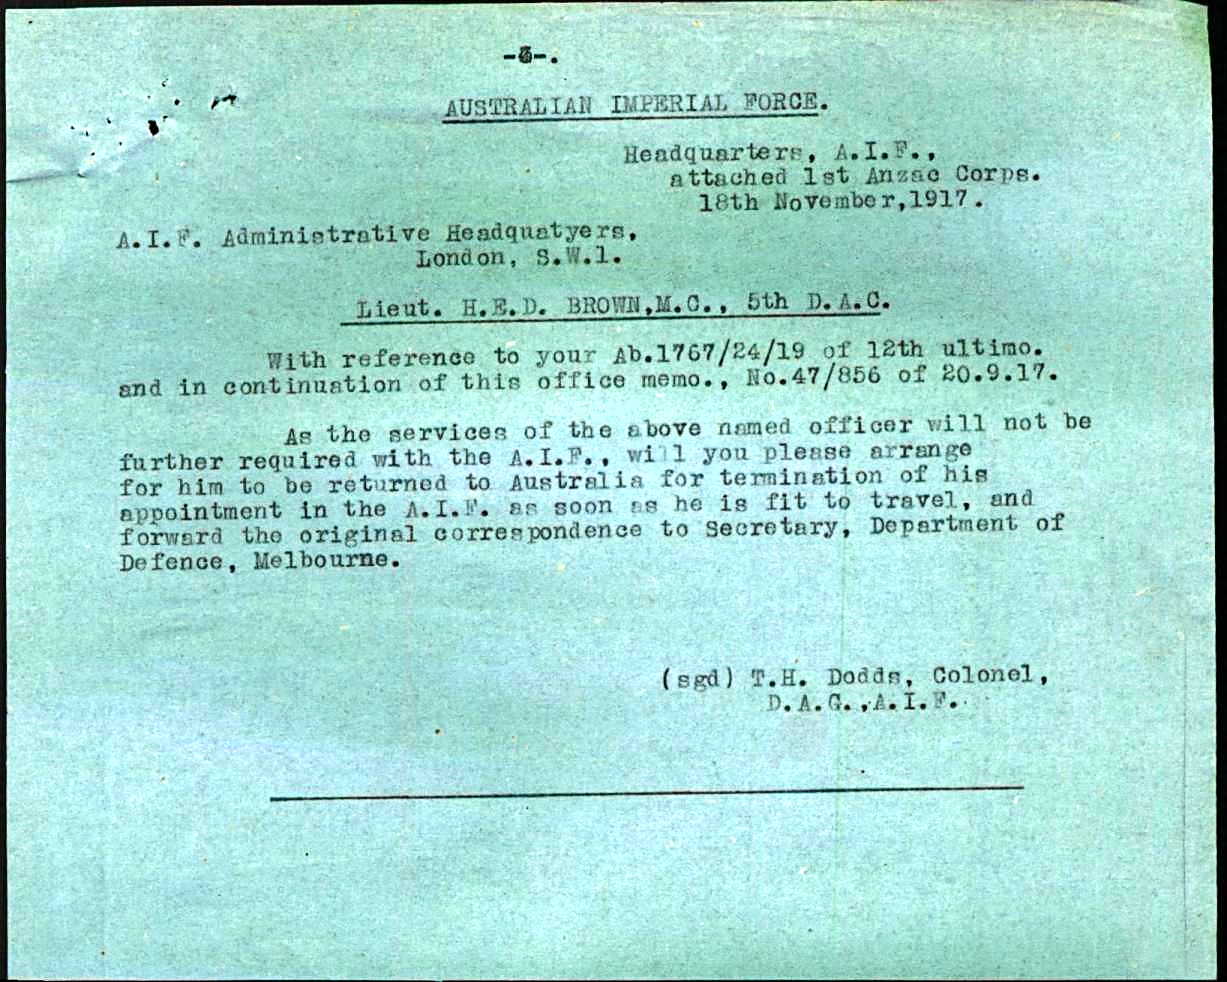 AUSTRALIAN IMPERIAL FORCE.
Headquarters, A.I.F.,
attached 1st Anzac Corps.
18th November,1917.
A.I.F. Administrative Headquatyers,
London, S.W.1.
Lieut. H.E.D. BROWN,M.C., 5th D.A.C.
With reference to your Ab.1767/24/19 of 12th ultimo.
and in continuation of this office memo., No.47/856 of 20.9.17.
As the services of the above named officer will not be
further required with the A.I.F., will you please arrange
for him to be returned to Australia for termination of his
appointment in the A.I.F. as soon as he is fit to travel, and
forward the original correspondence to Secretary, Department of
Defence, Melbourne.
(sgd) T.H. Dodds, Colonel,
D.A.G.,A.I.F.